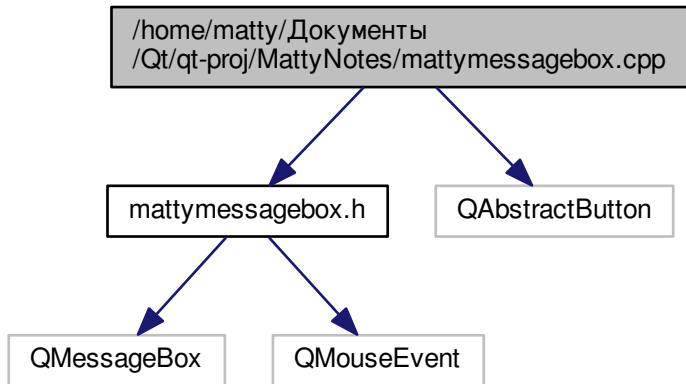 /home/matty/Документы
/Qt/qt-proj/MattyNotes/mattymessagebox.cpp
mattymessagebox.h
QAbstractButton
QMessageBox
QMouseEvent